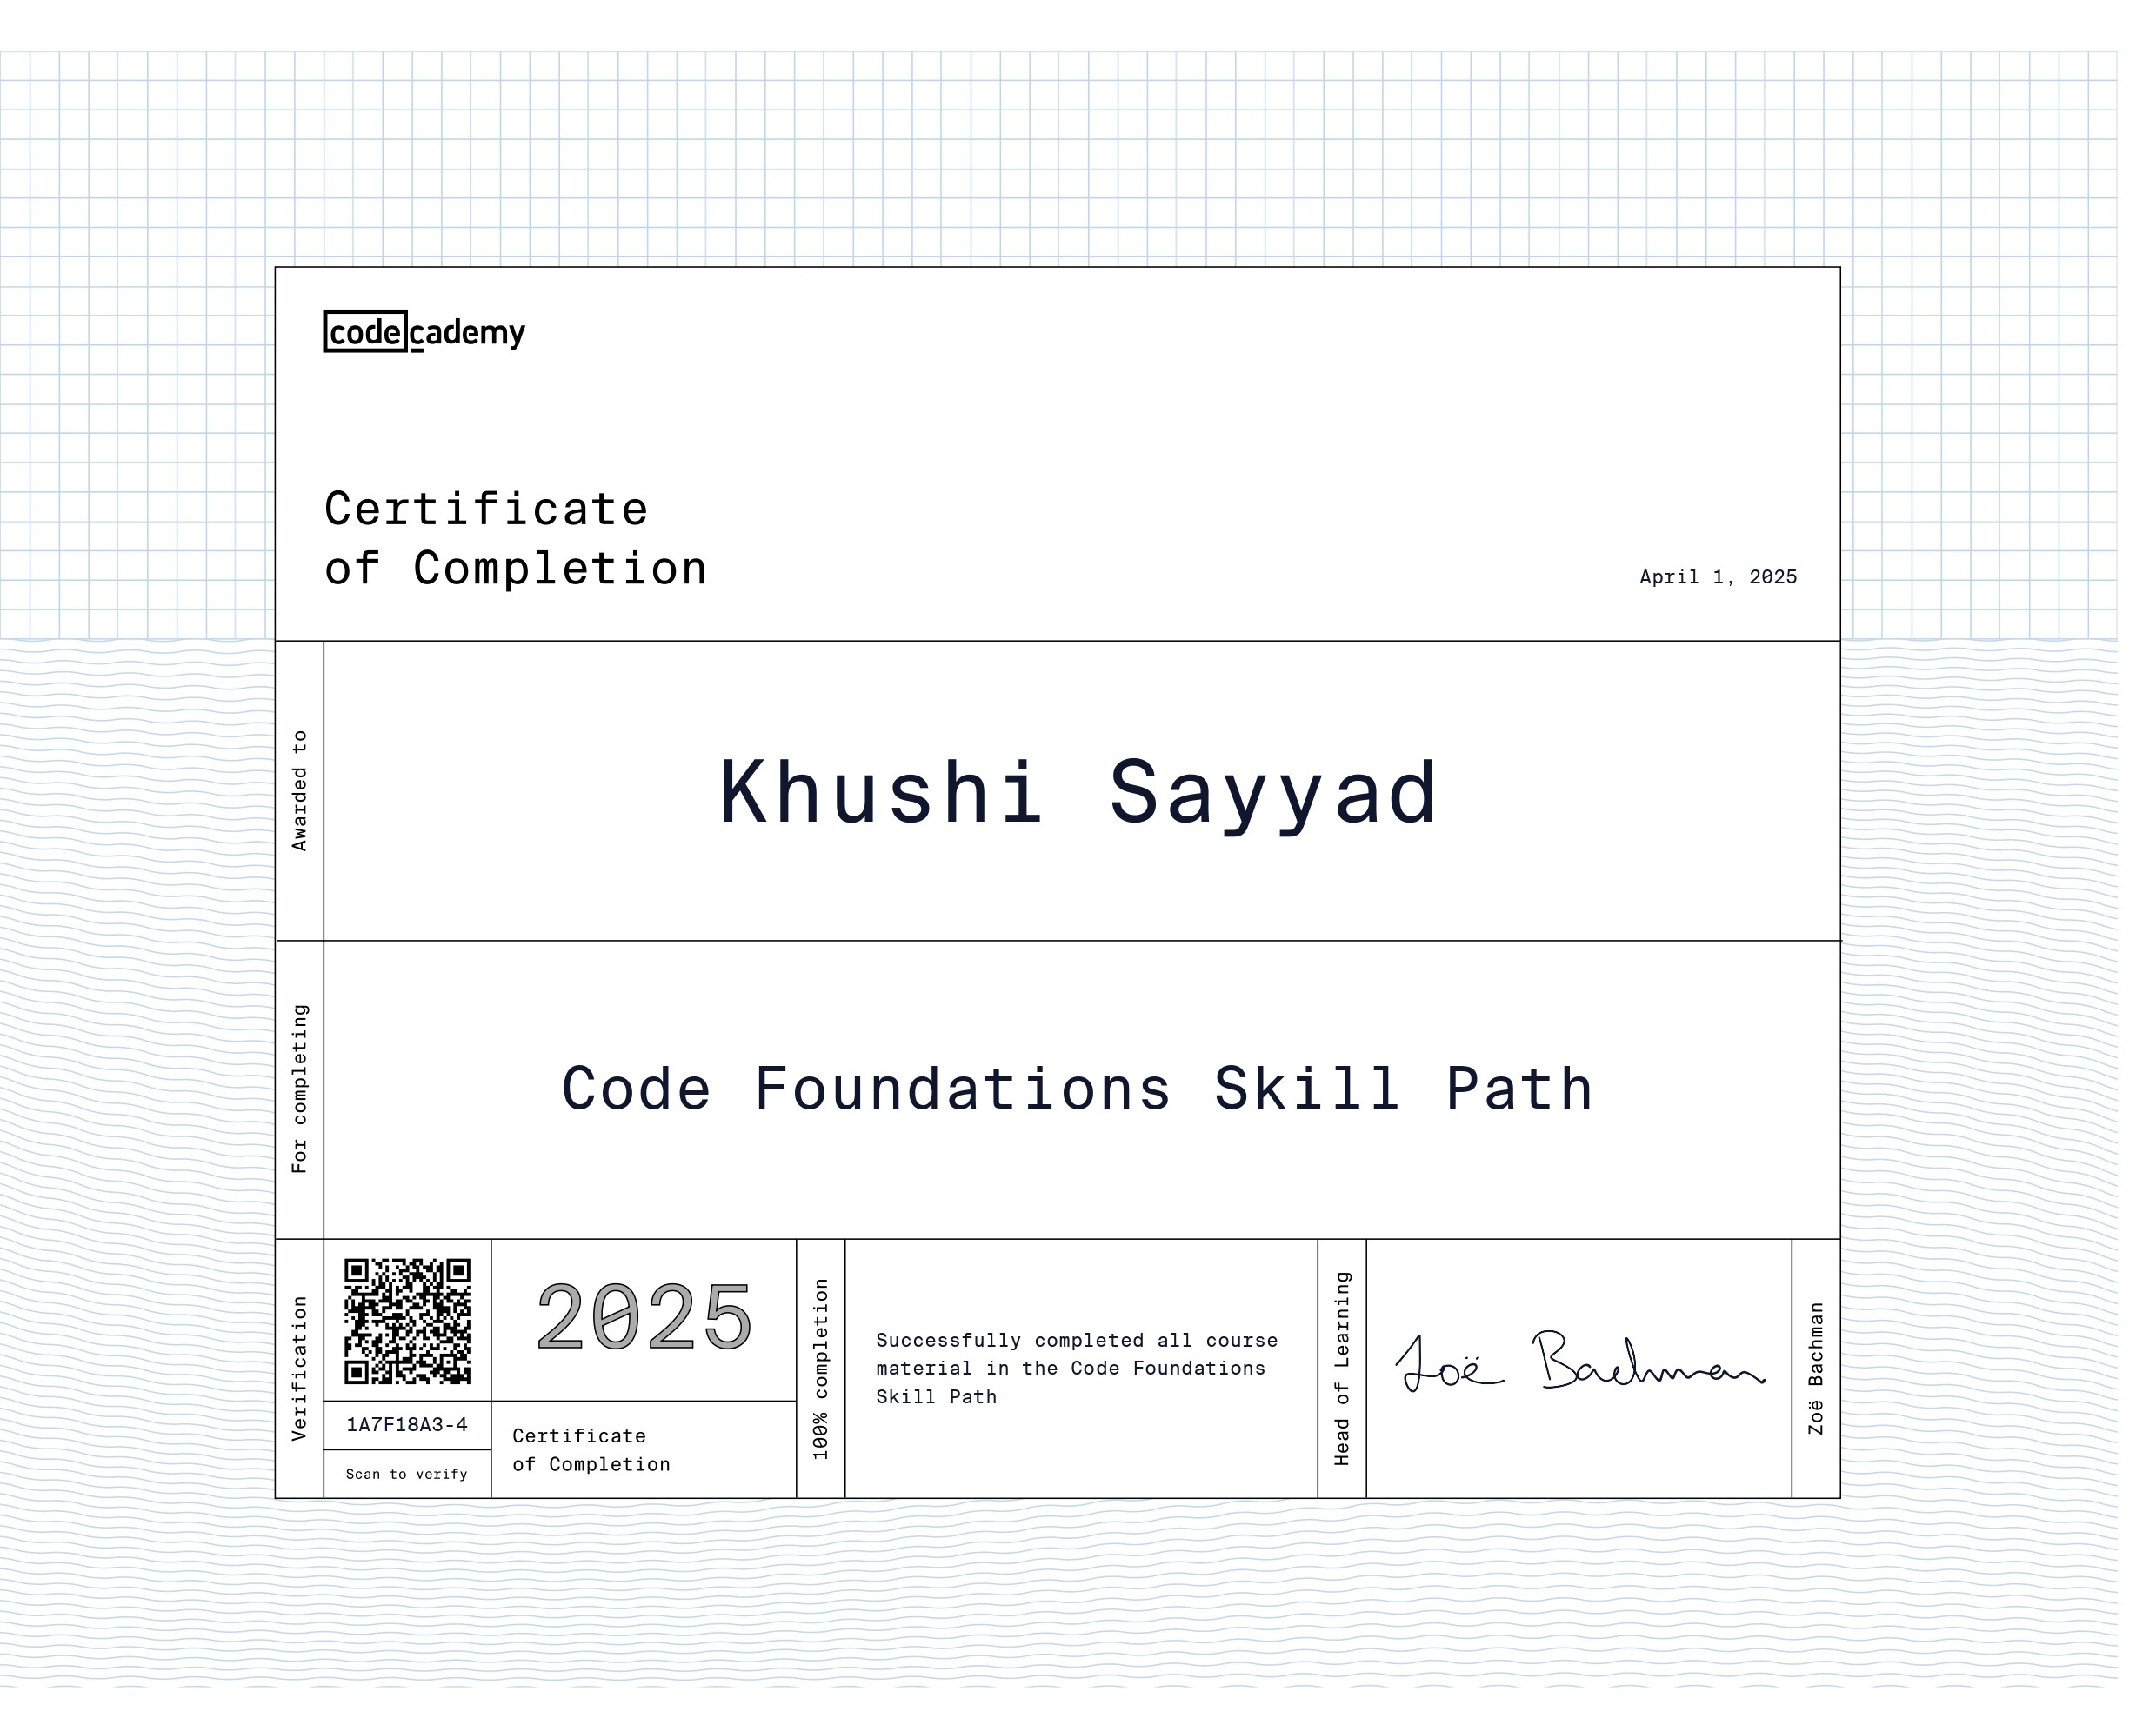 codecademy
Certificate
of Completion
April 1, 2025
Awarded to
Khushi Sayyad
For completing
Code Foundations Skill Path
Verification
1A7F18A3-4
Scan to verify
2025
Certificate
of Completion
100% completion
Successfully completed all course
material in the Code Foundations
Skill Path
Head of Learning
Zoë Bachman
Zoë Bachman